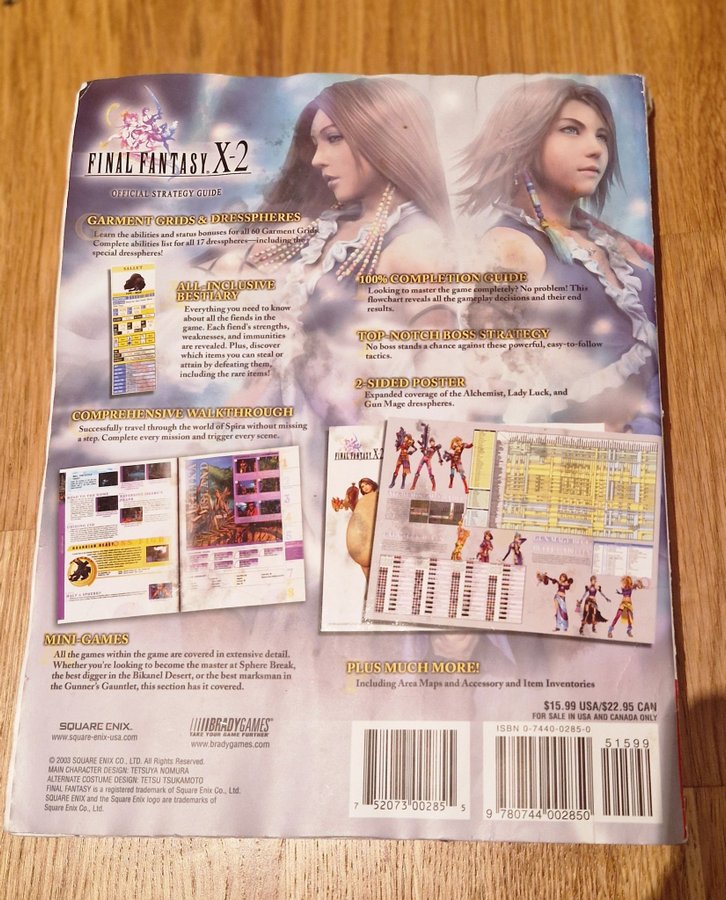 FINAL FANTASY X-2
OFFICIAL STRATEGY GUIDE
GARMENT GRIDS & DRESSPHERES
Learn the abilities and status bonuses for all 60 Garment Grids.
Complete abilities list for all 17 dresspheres—including the
special dresspheres!
ALL-INCLUSIVE
BESTIARY
Everything you need to know
about all the fiends in the
game. Each fiend's strengths,
weaknesses, and immunities
are revealed. Plus, discover
which items you can steal or
attain by defeating them,
including the rare items!
100% COMPLETION GUIDE
Looking to master the game completely? No problem! This
flowchart reveals all the gameplay decisions and their end
results.
TOP-NOTCH BOSS STRATEGY
No boss stands a chance against these powerful, easy-to-follow
tactics.
2-SIDED POSTER
Expanded coverage of the Alchemist, Lady Luck, and
Gun Mage dresspheres.
COMPREHENSIVE WALKTHROUGH
Successfully travel through the world of Spira without missing
a step. Complete every mission and trigger every scene.
FINAL FANTASY X-2
MINI-GAMES
All the games within the game are covered in extensive detail.
Whether you're looking to become the master at Sphere Break,
the best digger in the Bikanel Desert, or the best marksman in
the Gunner's Gauntlet, this section has it covered.
PLUS MUCH MORE!
Including Area Maps and Accessory and Item Inventories
$15.99 USA/$22.95 CAN
FOR SALE IN USA AND CANADA ONLY
SQUARE ENIX
www.square-enix-usa.com
BRADYGAMES
TAKE YOUR GAME FURTHER
www.bradygames.com
© 2003 SQUARE ENIX CO., LTD. All Rights Reserved.
MAIN CHARACTER DESIGN: TETSUYA NOMURA
ALTERNATE COSTUME DESIGN: TETSU TSUKAMOTO
FINAL FANTASY is a registered trademark of Square Enix Co., Ltd.
SQUARE ENIX and the Square Enix logo are trademarks of
Square Enix Co., Ltd.
7 52073 00285 5
ISBN 0-7440-0285-0
51599
9 780744 002850